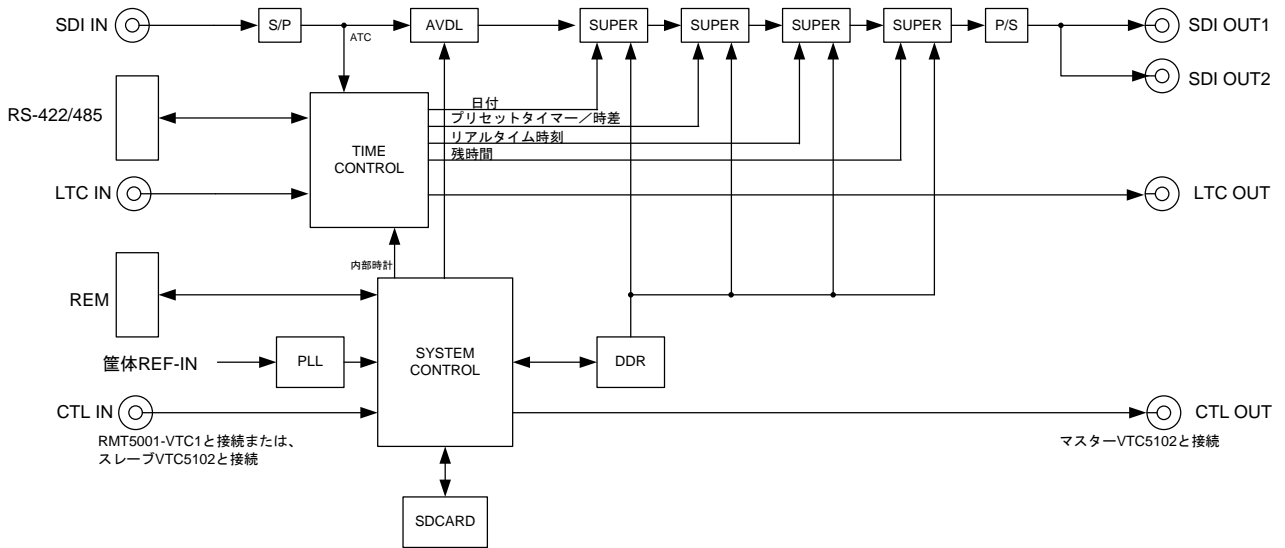 SDI IN
S/P
ATC
AVDL
SUPER
SUPER
SUPER
SUPER
P/S
SDI OUT1
SDI OUT2
RS-422/485
TIME
CONTROL
日付
プリセットタイマー／時差
リアルタイム時刻
残時間
LTC IN
LTC OUT
内部時計
REM
筐体REF-IN
PLL
SYSTEM
CONTROL
DDR
CTL IN
RMT5001-VTC1と接続または、
スレーブVTC5102と接続
CTL OUT
マスターVTC5102と接続
SDCARD